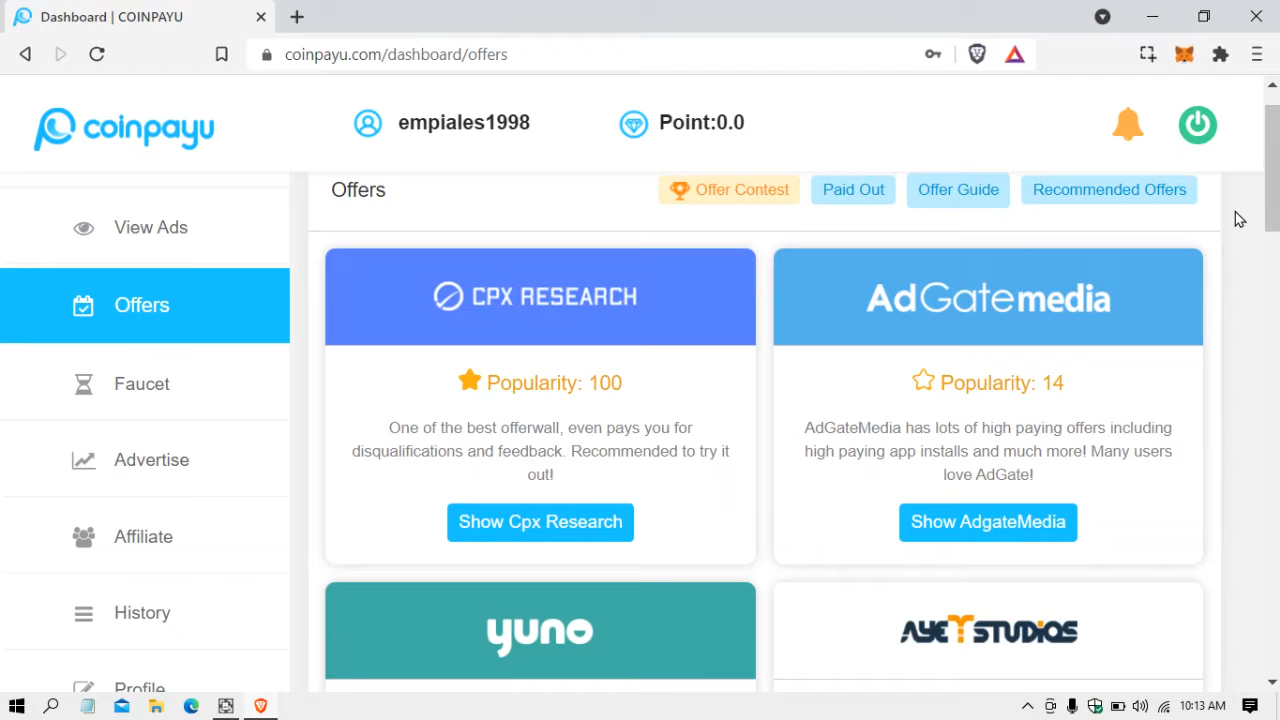 Dashboard | COINPAYU
coinpayu.com/dashboard/offers
coinpayu
empiales1998
Point:0.0
View Ads
Offers
Faucet
Advertise
Affiliate
History
Profile
Offers
Offer Contest
Paid Out
Offer Guide
Recommended Offers
CPX RESEARCH
Popularity: 100
One of the best offerwall, even pays you for
disqualifications and feedback. Recommended to try it
out!
Show Cpx Research
AdGatemedia
Popularity: 14
AdGateMedia has lots of high paying offers including
high paying app installs and much more! Many users
love AdGate!
Show AdgateMedia
yuno
AYETSTUDIOS
10:13 AM